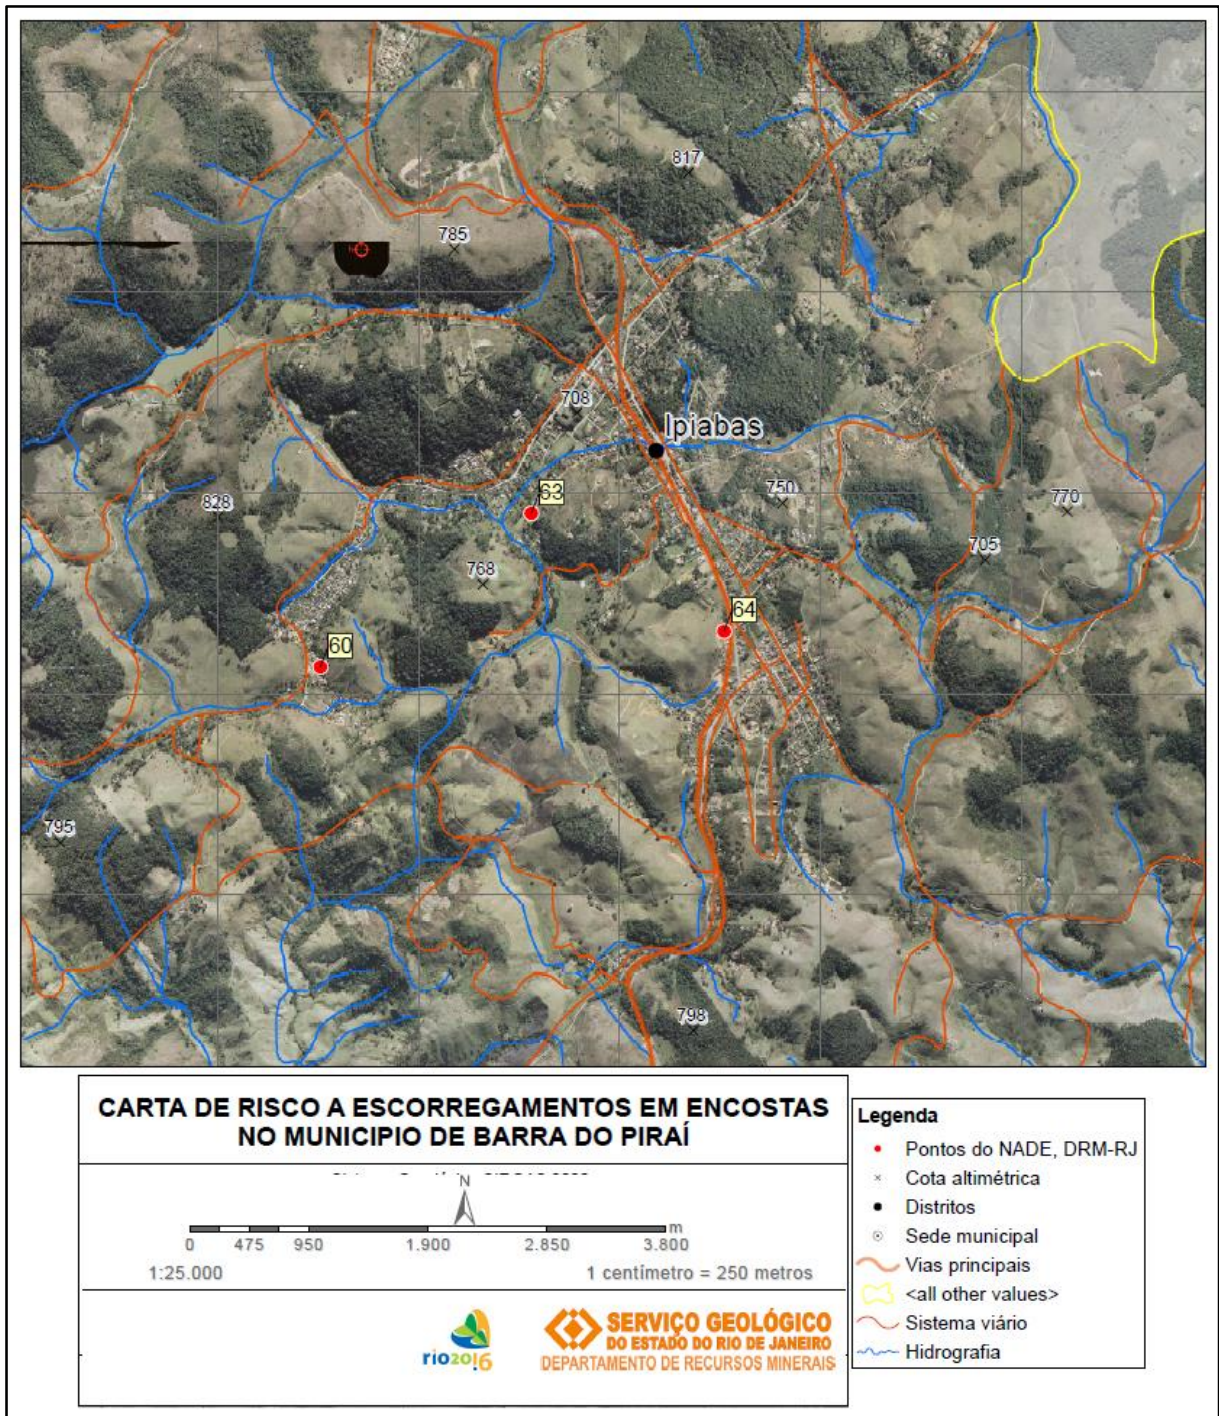 817
785
708
Ipiabas
63
750
770
828
705
768
64
60
795
798
CARTA DE RISCO A ESCORREGAMENTOS EM ENCOSTAS
NO MUNICIPIO DE BARRA DO PIRAÍ
N
m
0 475 950 1.900 2.850 3.800
1:25.000 1 centímetro = 250 metros
rio2016
SERVIÇO GEOLÓGICO
DO ESTADO DO RIO DE JANEIRO
DEPARTAMENTO DE RECURSOS MINERAIS
Legenda
Pontos do NADE, DRM-RJ
Cota altimétrica
Distritos
Sede municipal
Vias principais
<all other values>
Sistema viário
Hidrografia